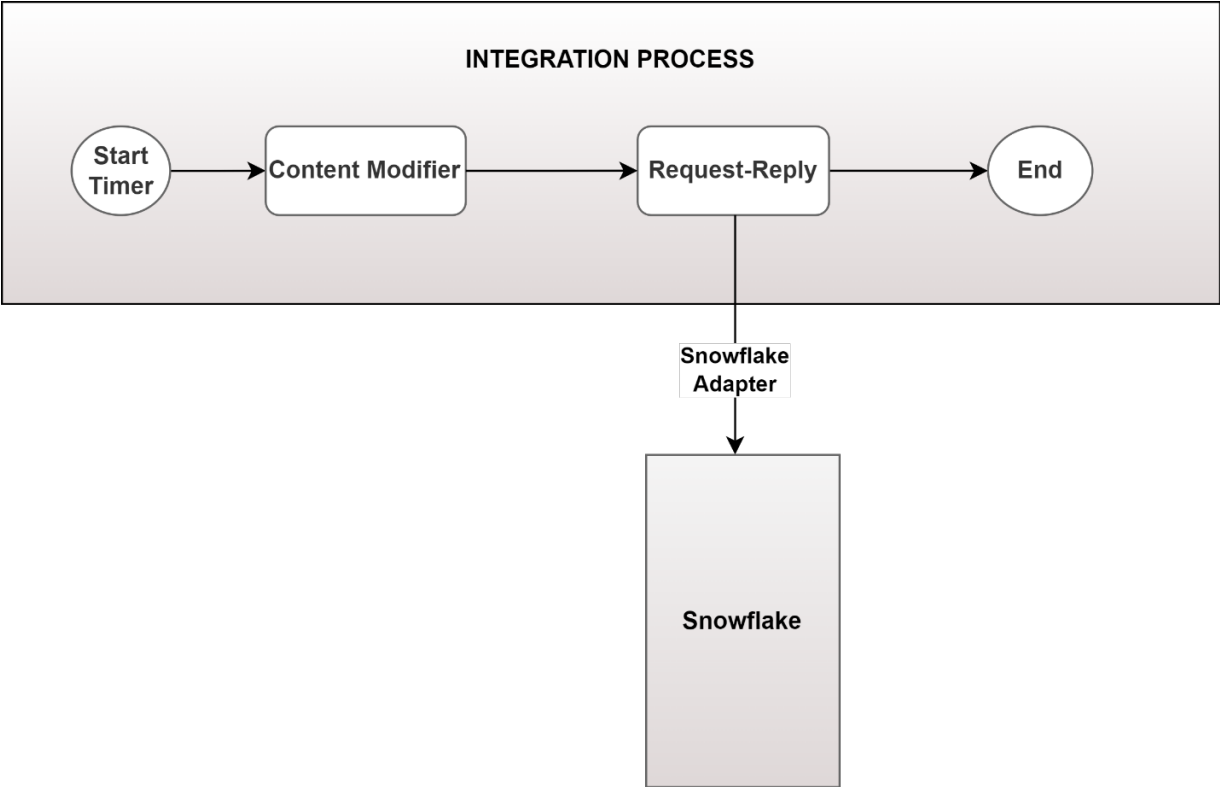 INTEGRATION PROCESS
Start
Timer
Content Modifier
Request-Reply
End
Snowflake
Adapter
Snowflake